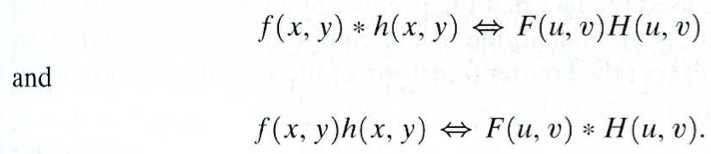 f(x, y) * h(x, y) ⇔ F(u, v)H(u, v)
and
f(x, y)h(x, y) ⇔ F(u, v) * H(u, v).